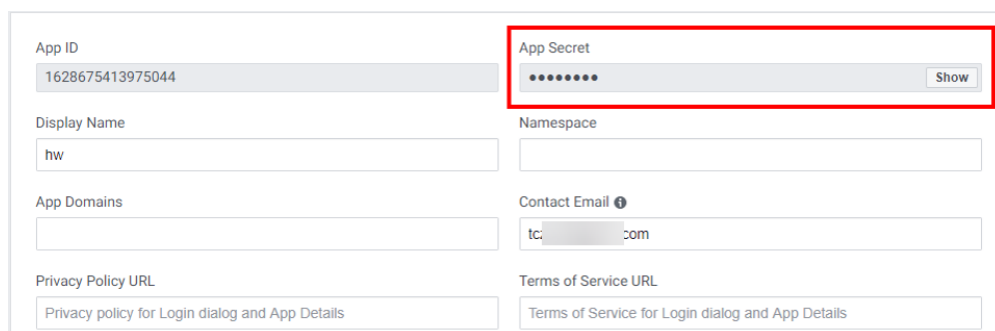 App ID
App Secret
1628675413975044
•••••••• Show
Display Name
Namespace
hw
App Domains
Contact Email
com
Privacy Policy URL
Terms of Service URL
Privacy policy for Login dialog and App Details
Terms of Service for Login dialog and App Details